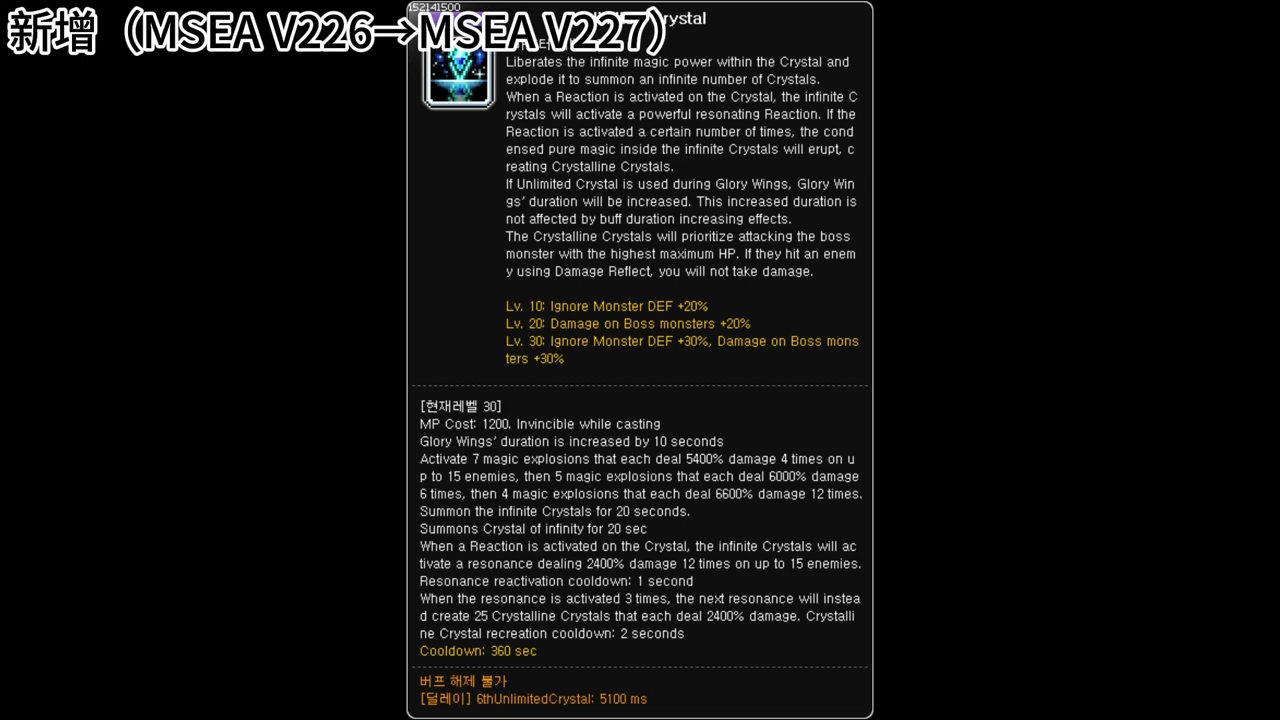 152141500
新增（MSEA V226→MSEA V227）
Liberates the infinite magic power within the Crystal and
explode it to summon an infinite number of Crystals.
When a Reaction is activated on the Crystal, the infinite C
rystals will activate a powerful resonating Reaction. If the
Reaction is activated a certain number of times, the cond
ensed pure magic inside the infinite Crystals will erupt, c
reating Crystalline Crystals.
If Unlimited Crystal is used during Glory Wings, Glory Win
gs' duration will be increased. This increased duration is
not affected by buff duration increasing effects.
The Crystalline Crystals will prioritize attacking the boss
monster with the highest maximum HP. If they hit an enem
y using Damage Reflect, you will not take damage.
Lv. 10: Ignore Monster DEF +20%
Lv. 20: Damage on Boss monsters +20%
Lv. 30: Ignore Monster DEF +30%, Damage on Boss mons
ters +30%
[현재레벨 30]
MP Cost: 1200. Invincible while casting
Glory Wings' duration is increased by 10 seconds
Activate 7 magic explosions that each deal 5400% damage 4 times on u
p to 15 enemies, then 5 magic explosions that each deal 6000% damage
6 times, then 4 magic explosions that each deal 6600% damage 12 times.
Summon the infinite Crystals for 20 seconds.
Summons Crystal of infinity for 20 sec
When a Reaction is activated on the Crystal, the infinite Crystals will ac
tivate a resonance dealing 2400% damage 12 times on up to 15 enemies.
Resonance reactivation cooldown: 1 second
When the resonance is activated 3 times, the next resonance will instea
d create 25 Crystalline Crystals that each deal 2400% damage. Crystalli
ne Crystal recreation cooldown: 2 seconds
Cooldown: 360 sec
버프 해제 불가
[딜레이] 6thUnlimitedCrystal: 5100 ms